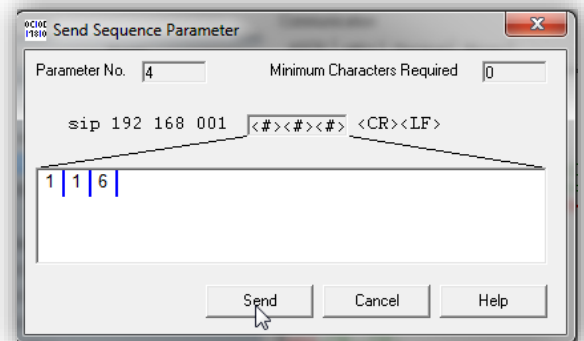 Send Sequence Parameter
Parameter No. 4 Minimum Characters Required 0
sip 192 168 001 <#><#><#> <CR><LF>
1 1 6
Send Cancel Help